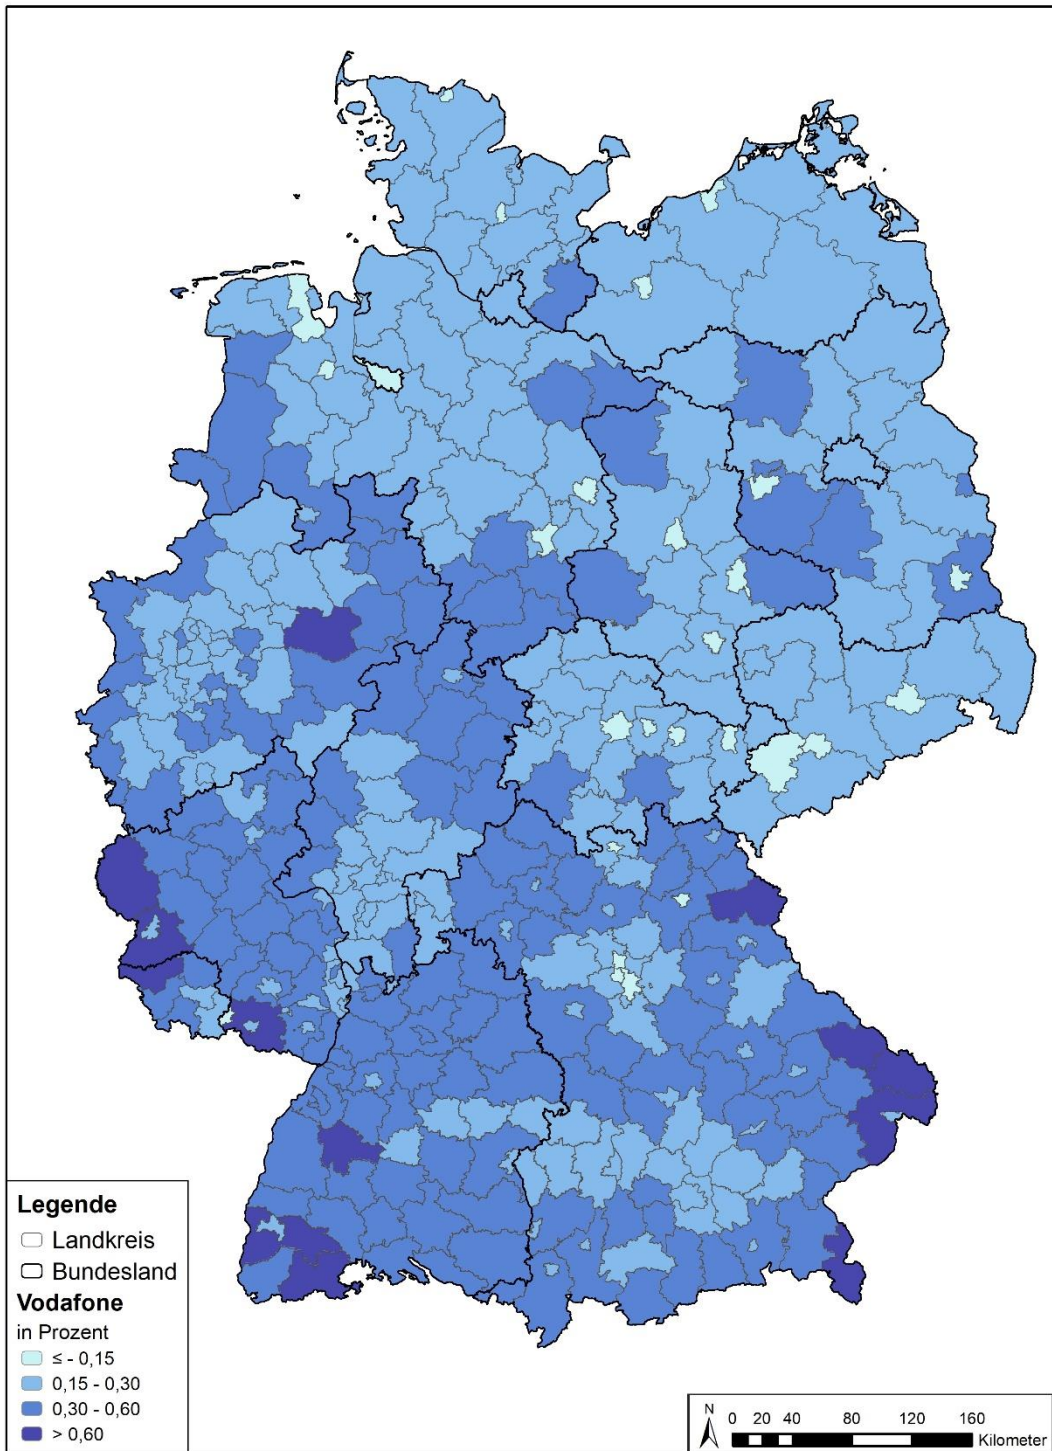 Legende
Landkreis
Bundesland
Vodafone
in Prozent
≤ - 0,15
0,15 - 0,30
0,30 - 0,60
> 0,60
N
0 20 40 80 120 160
Kilometer